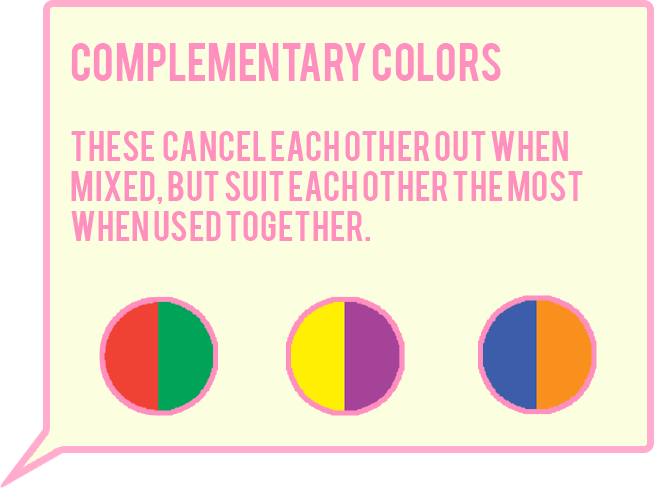 COMPLEMENTARY COLORS
THESE CANCEL EACH OTHER OUT WHEN
MIXED, BUT SUIT EACH OTHER THE MOST
WHEN USED TOGETHER.